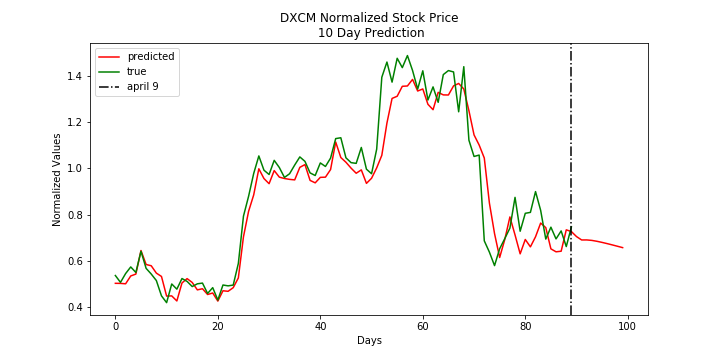 DXCM Normalized Stock Price
10 Day Prediction
predicted
true
april 9
Normalized Values
1.4
1.2
1.0
0.8
0.6
0.4
0
20
40
60
80
100
Days